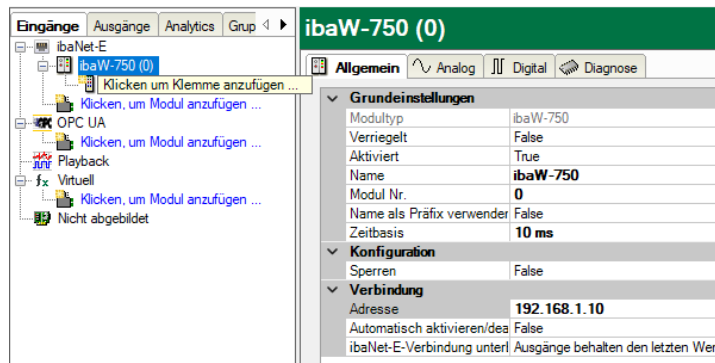 Eingänge Ausgänge Analytics Grup
ibaNet-E
ibaW-750 (0)
Klicken um Klemme anzufügen ...
Klicken, um Modul anzufügen ...
OPC UA
Klicken, um Modul anzufügen ...
Playback
fx Virtuell
Klicken, um Modul anzufügen ...
Nicht abgebildet
ibaW-750 (0)
Allgemein Analog Digital Diagnose
Grundeinstellungen
Modultyp ibaW-750
Verriegelt False
Aktiviert True
Name ibaW-750
Modul Nr. 0
Name als Präfix verwender False
Zeitbasis 10 ms
Konfiguration
Sperren False
Verbindung
Adresse 192.168.1.10
Automatisch aktivieren/dea False
ibaNet-E-Verbindung unterl Ausgänge behalten den letzten Wer